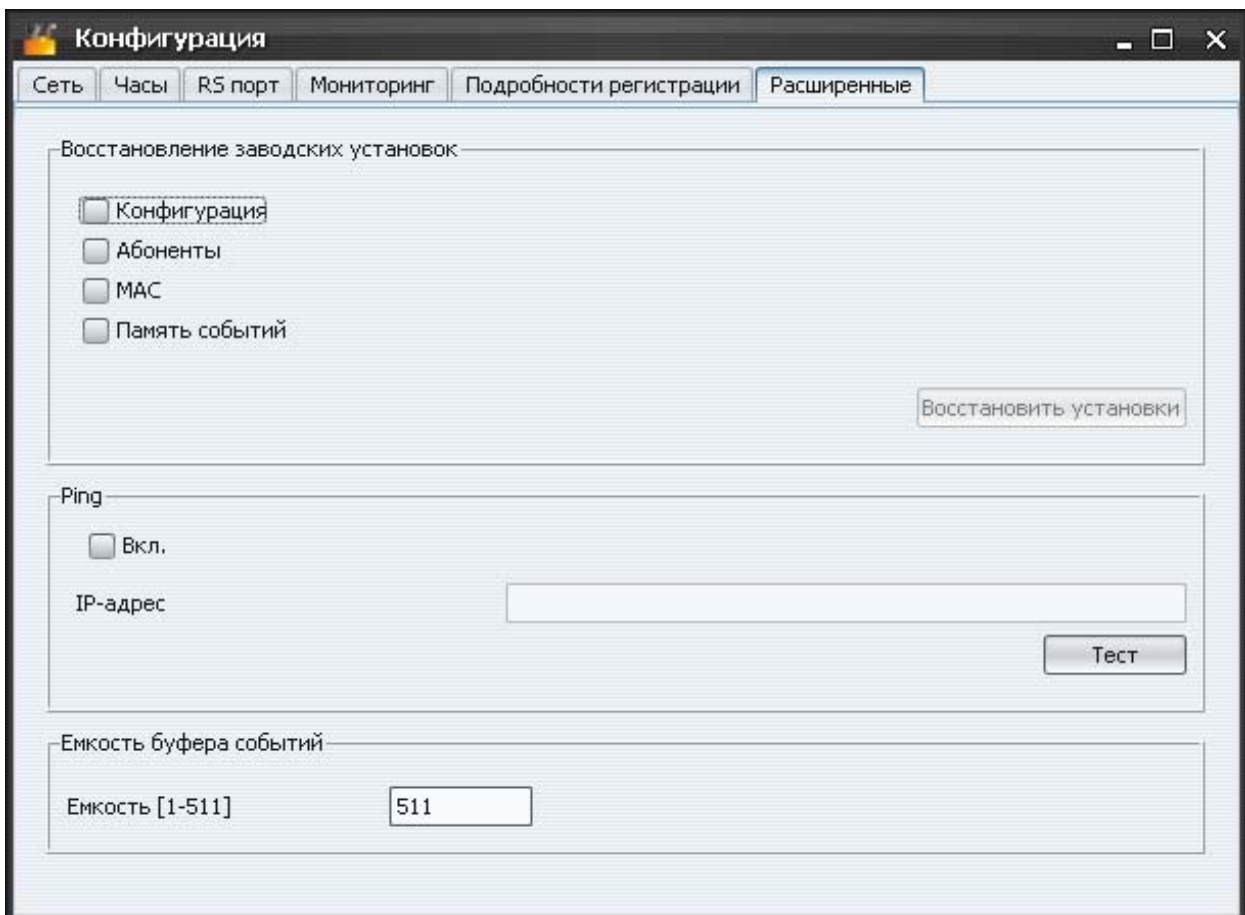 Конфигурация
Сеть Часы RS порт Мониторинг Подробности регистрации Расширенные
Восстановление заводских установок
Конфигурация
Абоненты
MAC
Память событий
Восстановить установки
Ping
Вкл.
IP-адрес
Тест
Емкость буфера событий
Емкость [1-511] 511